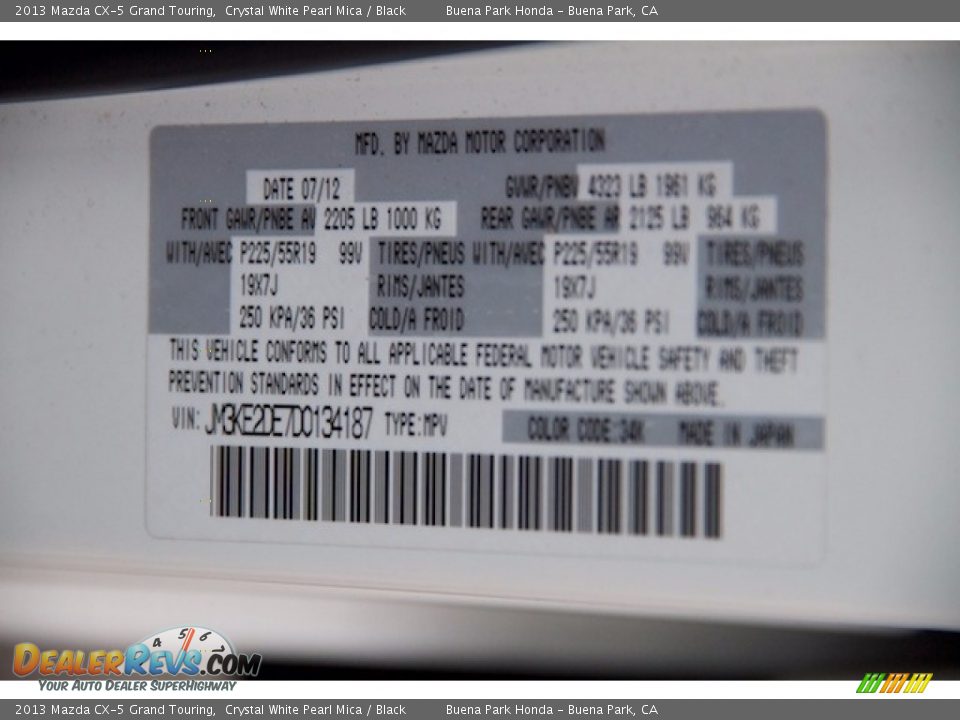 2013 Mazda CX-5 Grand Touring, Crystal White Pearl Mica / Black Buena Park Honda - Buena Park, CA
MFD. BY MAZDA MOTOR CORPORATION
DATE 07/12 GVWR/PNBV 4323 LB 1961 KG
FRONT GAWR/PNBE AV 2205 LB 1000 KG REAR GAWR/PNBE AR 2125 LB 964 KG
WITH/AVEC P225/55R19 99V TIRES/PNEUS WITH/AVEC P225/55R19 99V TIRES/PNEUS
19X7J RIMS/JANTES 19X7J RIMS/JANTES
250 KPA/36 PSI COLD/A FROID 250 KPA/36 PSI COLD/A FROID
THIS VEHICLE CONFORMS TO ALL APPLICABLE FEDERAL MOTOR VEHICLE SAFETY AND THEFT
PREVENTION STANDARDS IN EFFECT ON THE DATE OF MANUFACTURE SHOWN ABOVE.
VIN: JM3KE2DE7D0134187 TYPE:MPV COLOR CODE:34K MADE IN JAPAN
4 5 6 7
DEALERREVS.COM
YOUR AUTO DEALER SUPERHIGHWAY
2013 Mazda CX-5 Grand Touring, Crystal White Pearl Mica / Black Buena Park Honda - Buena Park, CA